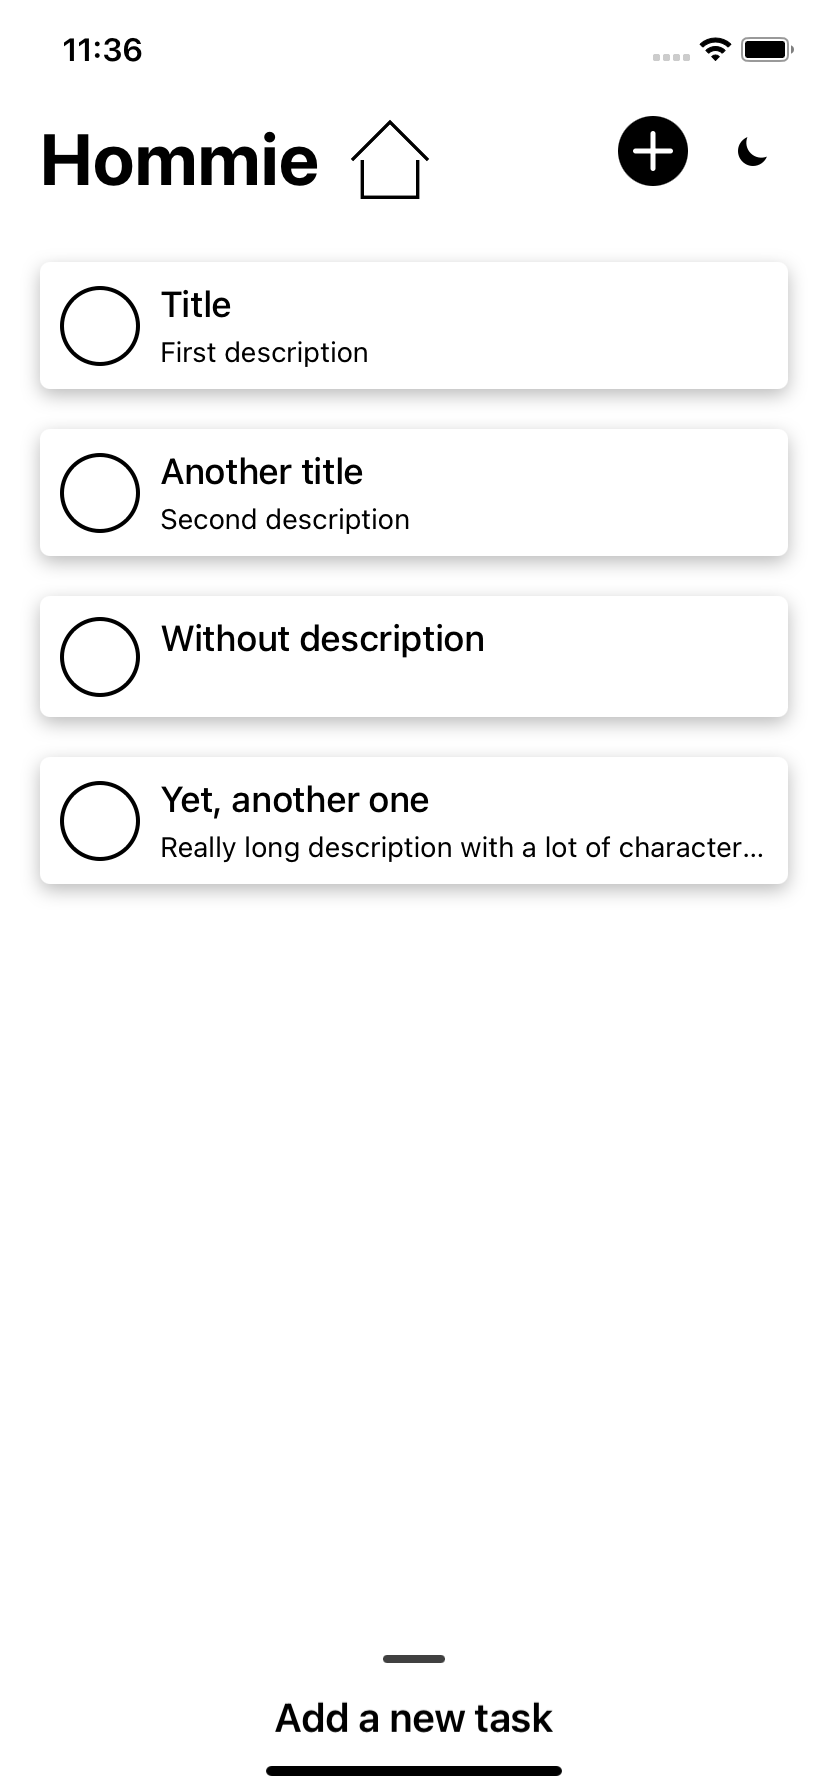 11:36
Hommie
Title
First description
Another title
Second description
Without description
Yet, another one
Really long description with a lot of character...
Add a new task